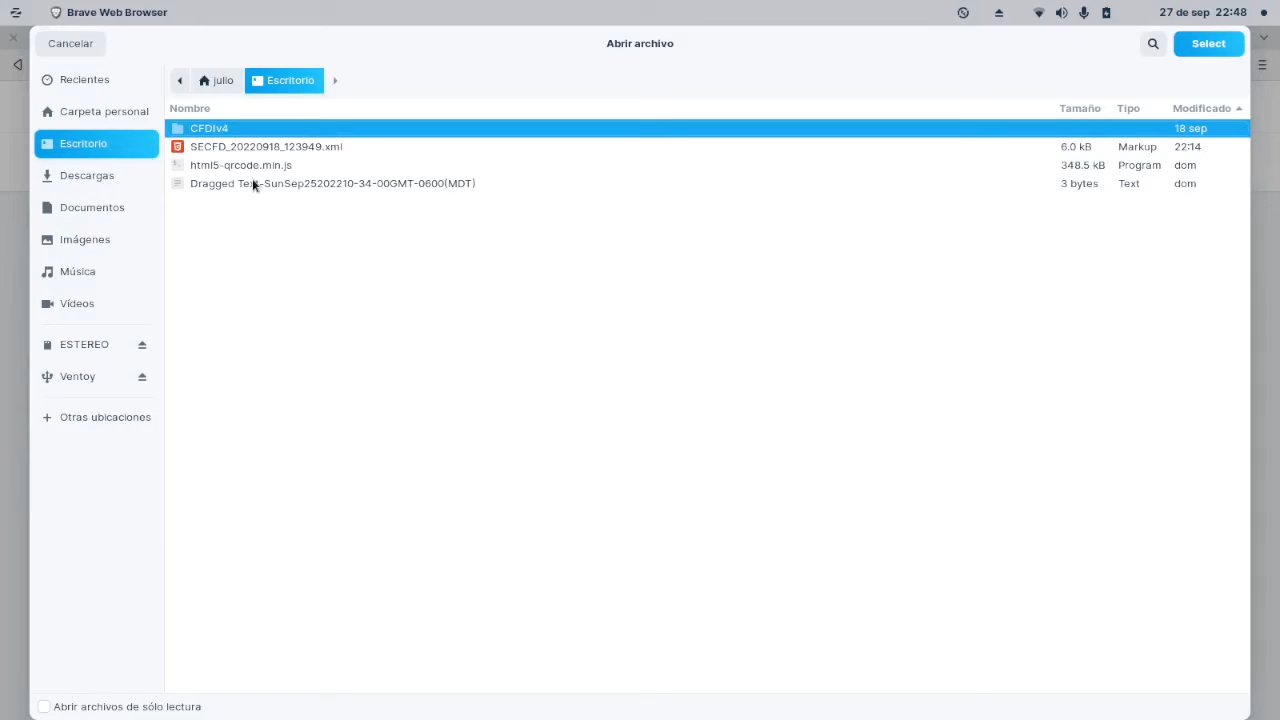 Brave Web Browser 27 de sep 22:48
Cancelar Abrir archivo Select
Recientes
Carpeta personal
Escritorio
Descargas
Documentos
Imágenes
Música
Vídeos
ESTEREO
Ventoy
Otras ubicaciones
julio Escritorio
Nombre Tamaño Tipo Modificado
CFDIv4 18 sep
SECFD_20220918_123949.xml 6.0 kB Markup 22:14
html5-qrcode.min.js 348.5 kB Program dom
Dragged Text-SunSep25202210-34-00GMT-0600(MDT) 3 bytes Text dom
Abrir archivos de sólo lectura